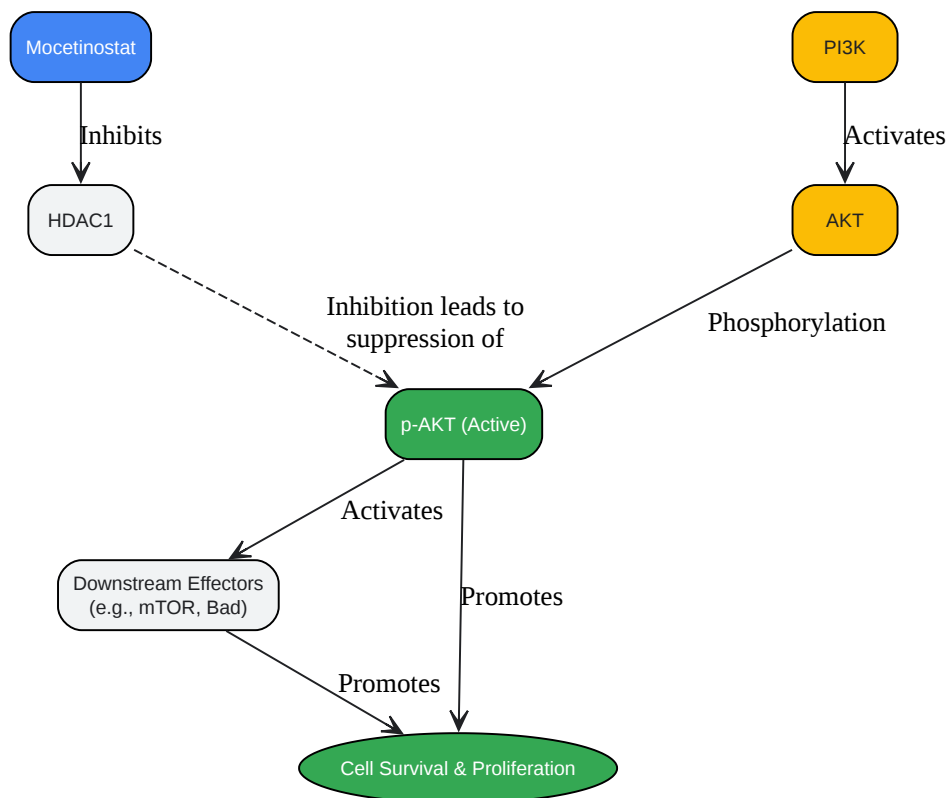 Mocetinostat
PI3K
Inhibits
Activates
HDAC1
AKT
Inhibition leads to
suppression of
Phosphorylation
p-AKT (Active)
Activates
Downstream Effectors
(e.g., mTOR, Bad)
Promotes
Promotes
Cell Survival & Proliferation